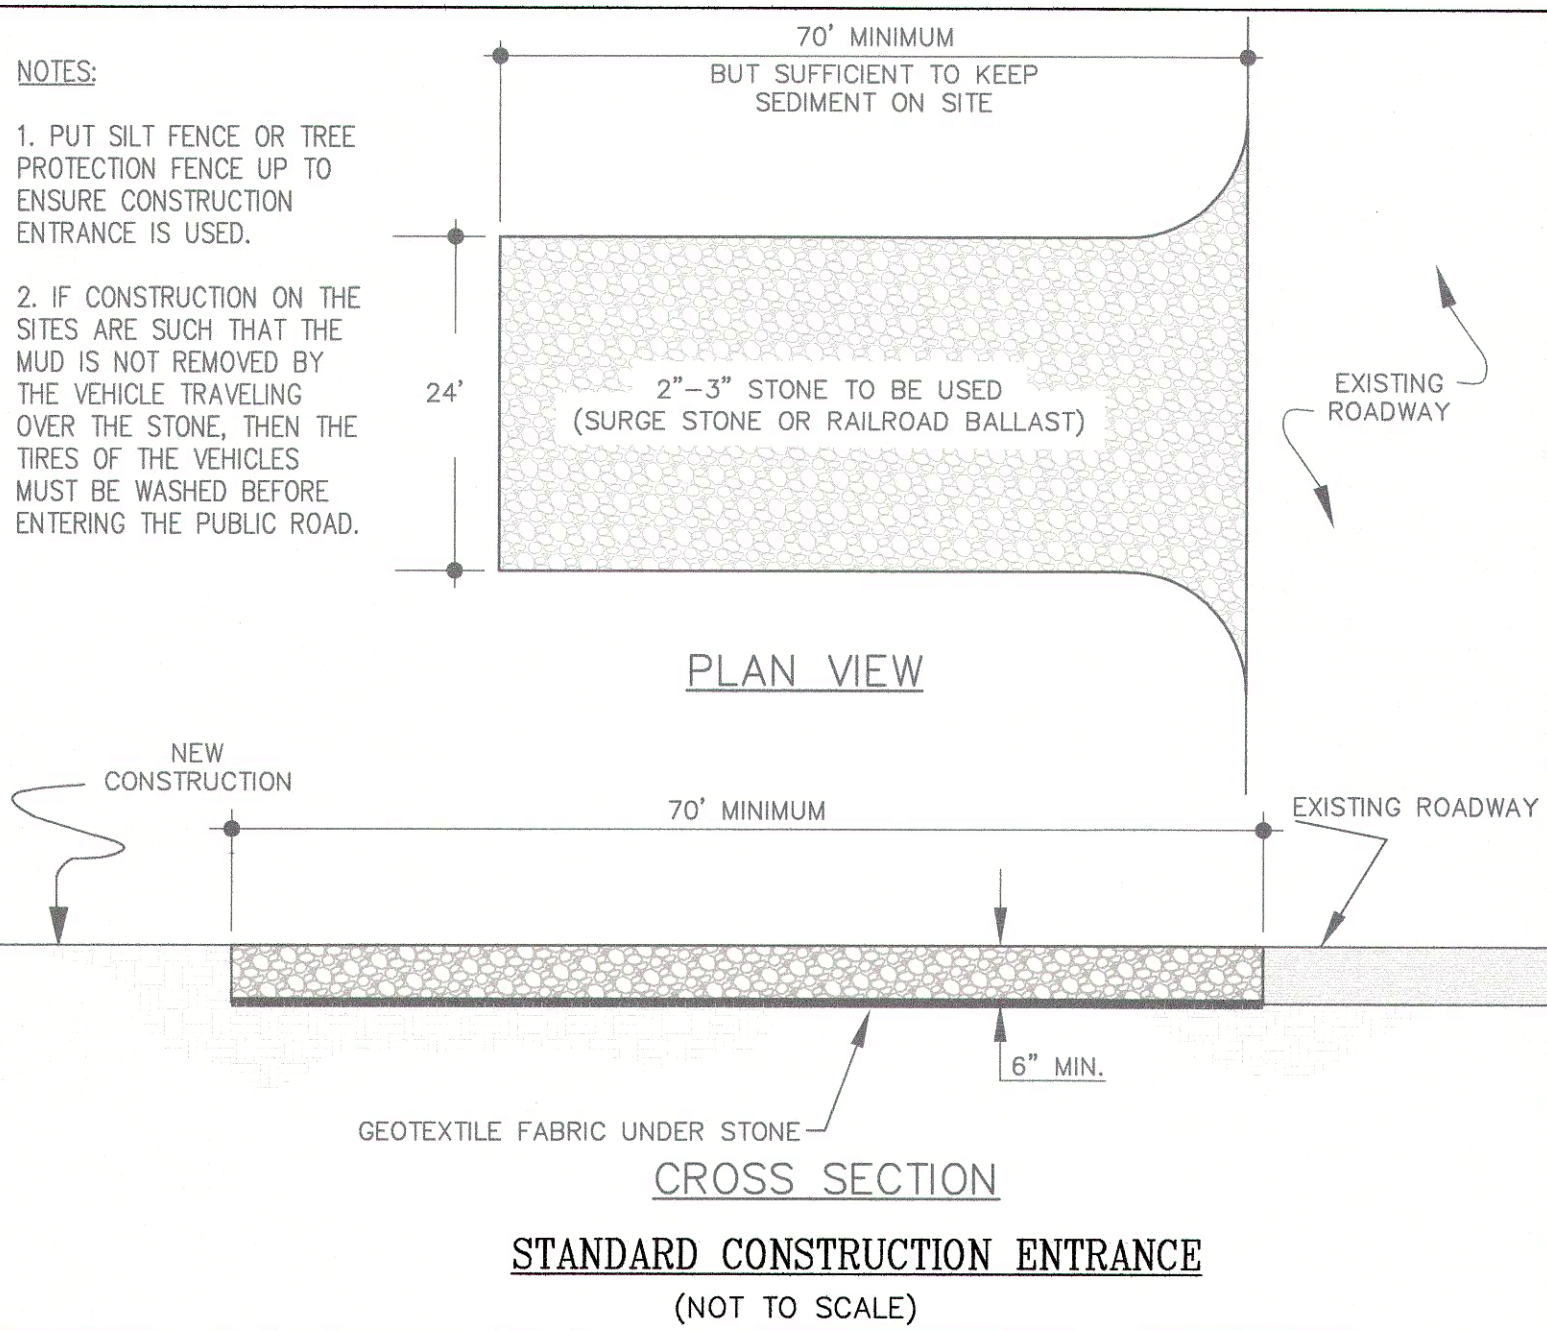 NOTES:
1. PUT SILT FENCE OR TREE
PROTECTION FENCE UP TO
ENSURE CONSTRUCTION
ENTRANCE IS USED.
2. IF CONSTRUCTION ON THE
SITES ARE SUCH THAT THE
MUD IS NOT REMOVED BY
THE VEHICLE TRAVELING
OVER THE STONE, THEN THE
TIRES OF THE VEHICLES
MUST BE WASHED BEFORE
ENTERING THE PUBLIC ROAD.
70' MINIMUM
BUT SUFFICIENT TO KEEP
SEDIMENT ON SITE
24'
2"-3" STONE TO BE USED
(SURGE STONE OR RAILROAD BALLAST)
EXISTING
ROADWAY
PLAN VIEW
NEW
CONSTRUCTION
70' MINIMUM
EXISTING ROADWAY
6" MIN.
GEOTEXTILE FABRIC UNDER STONE
CROSS SECTION
STANDARD CONSTRUCTION ENTRANCE
(NOT TO SCALE)